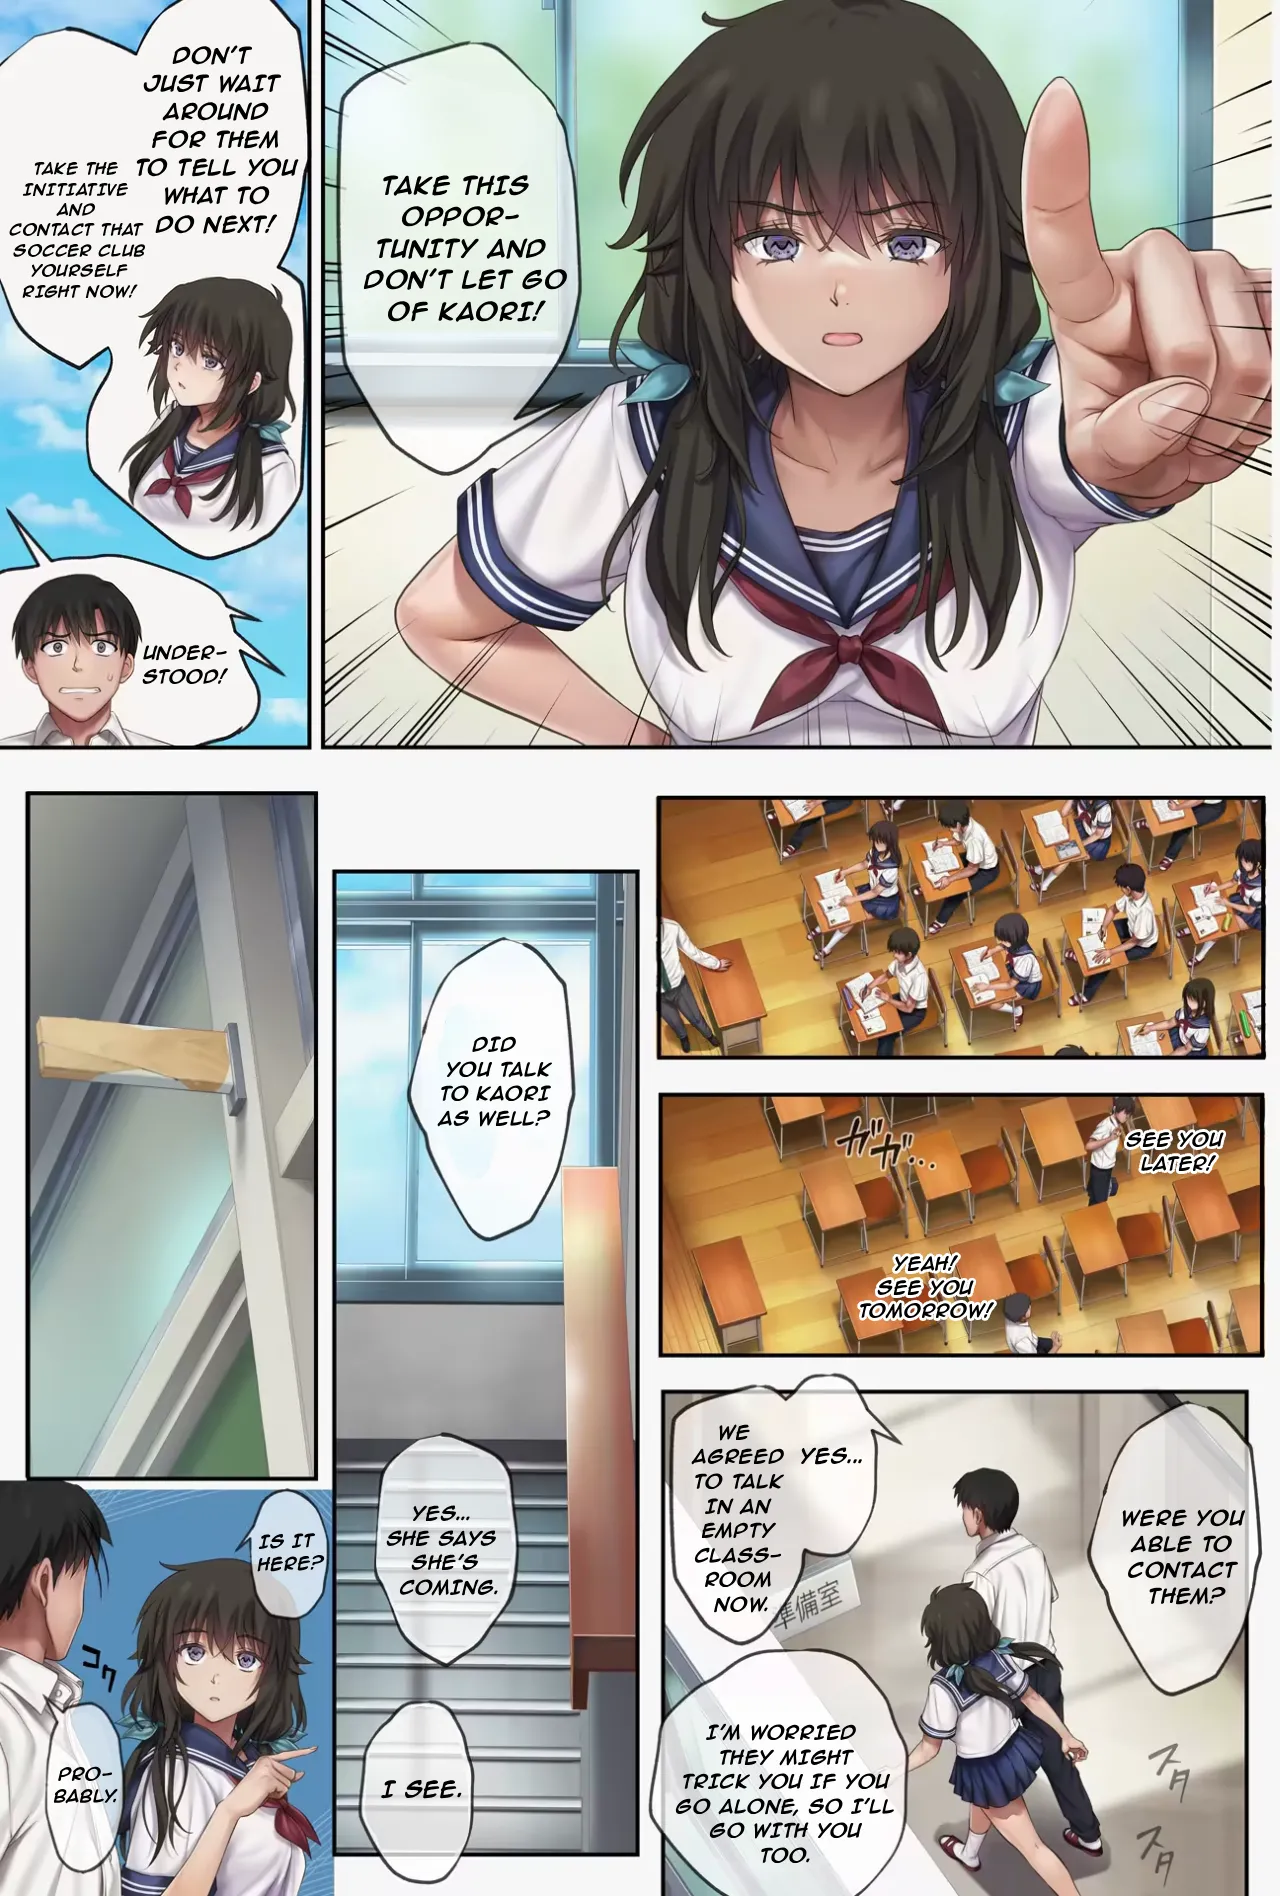 TAKE THIS
OPPOR-
TUNITY AND
DON'T LET GO
OF KAORI!
DON'T
JUST WAIT
AROUND
FOR THEM
TO TELL YOU
WHAT TO
DO NEXT!
TAKE THE
INITIATIVE
AND
CONTACT THAT
SOCCER CLUB
YOURSELF
RIGHT NOW!
UNDER-
STOOD!
ガガ...
SEE YOU
LATER!
YEAH!
SEE YOU
TOMORROW!
WERE YOU
ABLE TO
CONTACT
THEM?
YES...
WE
AGREED
TO TALK
IN AN
EMPTY
CLASS-
ROOM
NOW.
準備室
I'M WORRIED
THEY MIGHT
TRICK YOU IF YOU
GO ALONE, SO I'LL
GO WITH YOU
TOO.
スタ
スタ
DID
YOU TALK
TO KAORI
AS WELL?
YES...
SHE SAYS
SHE'S
COMING.
I SEE.
IS IT
HERE?
コク
PRO-
BABLY.